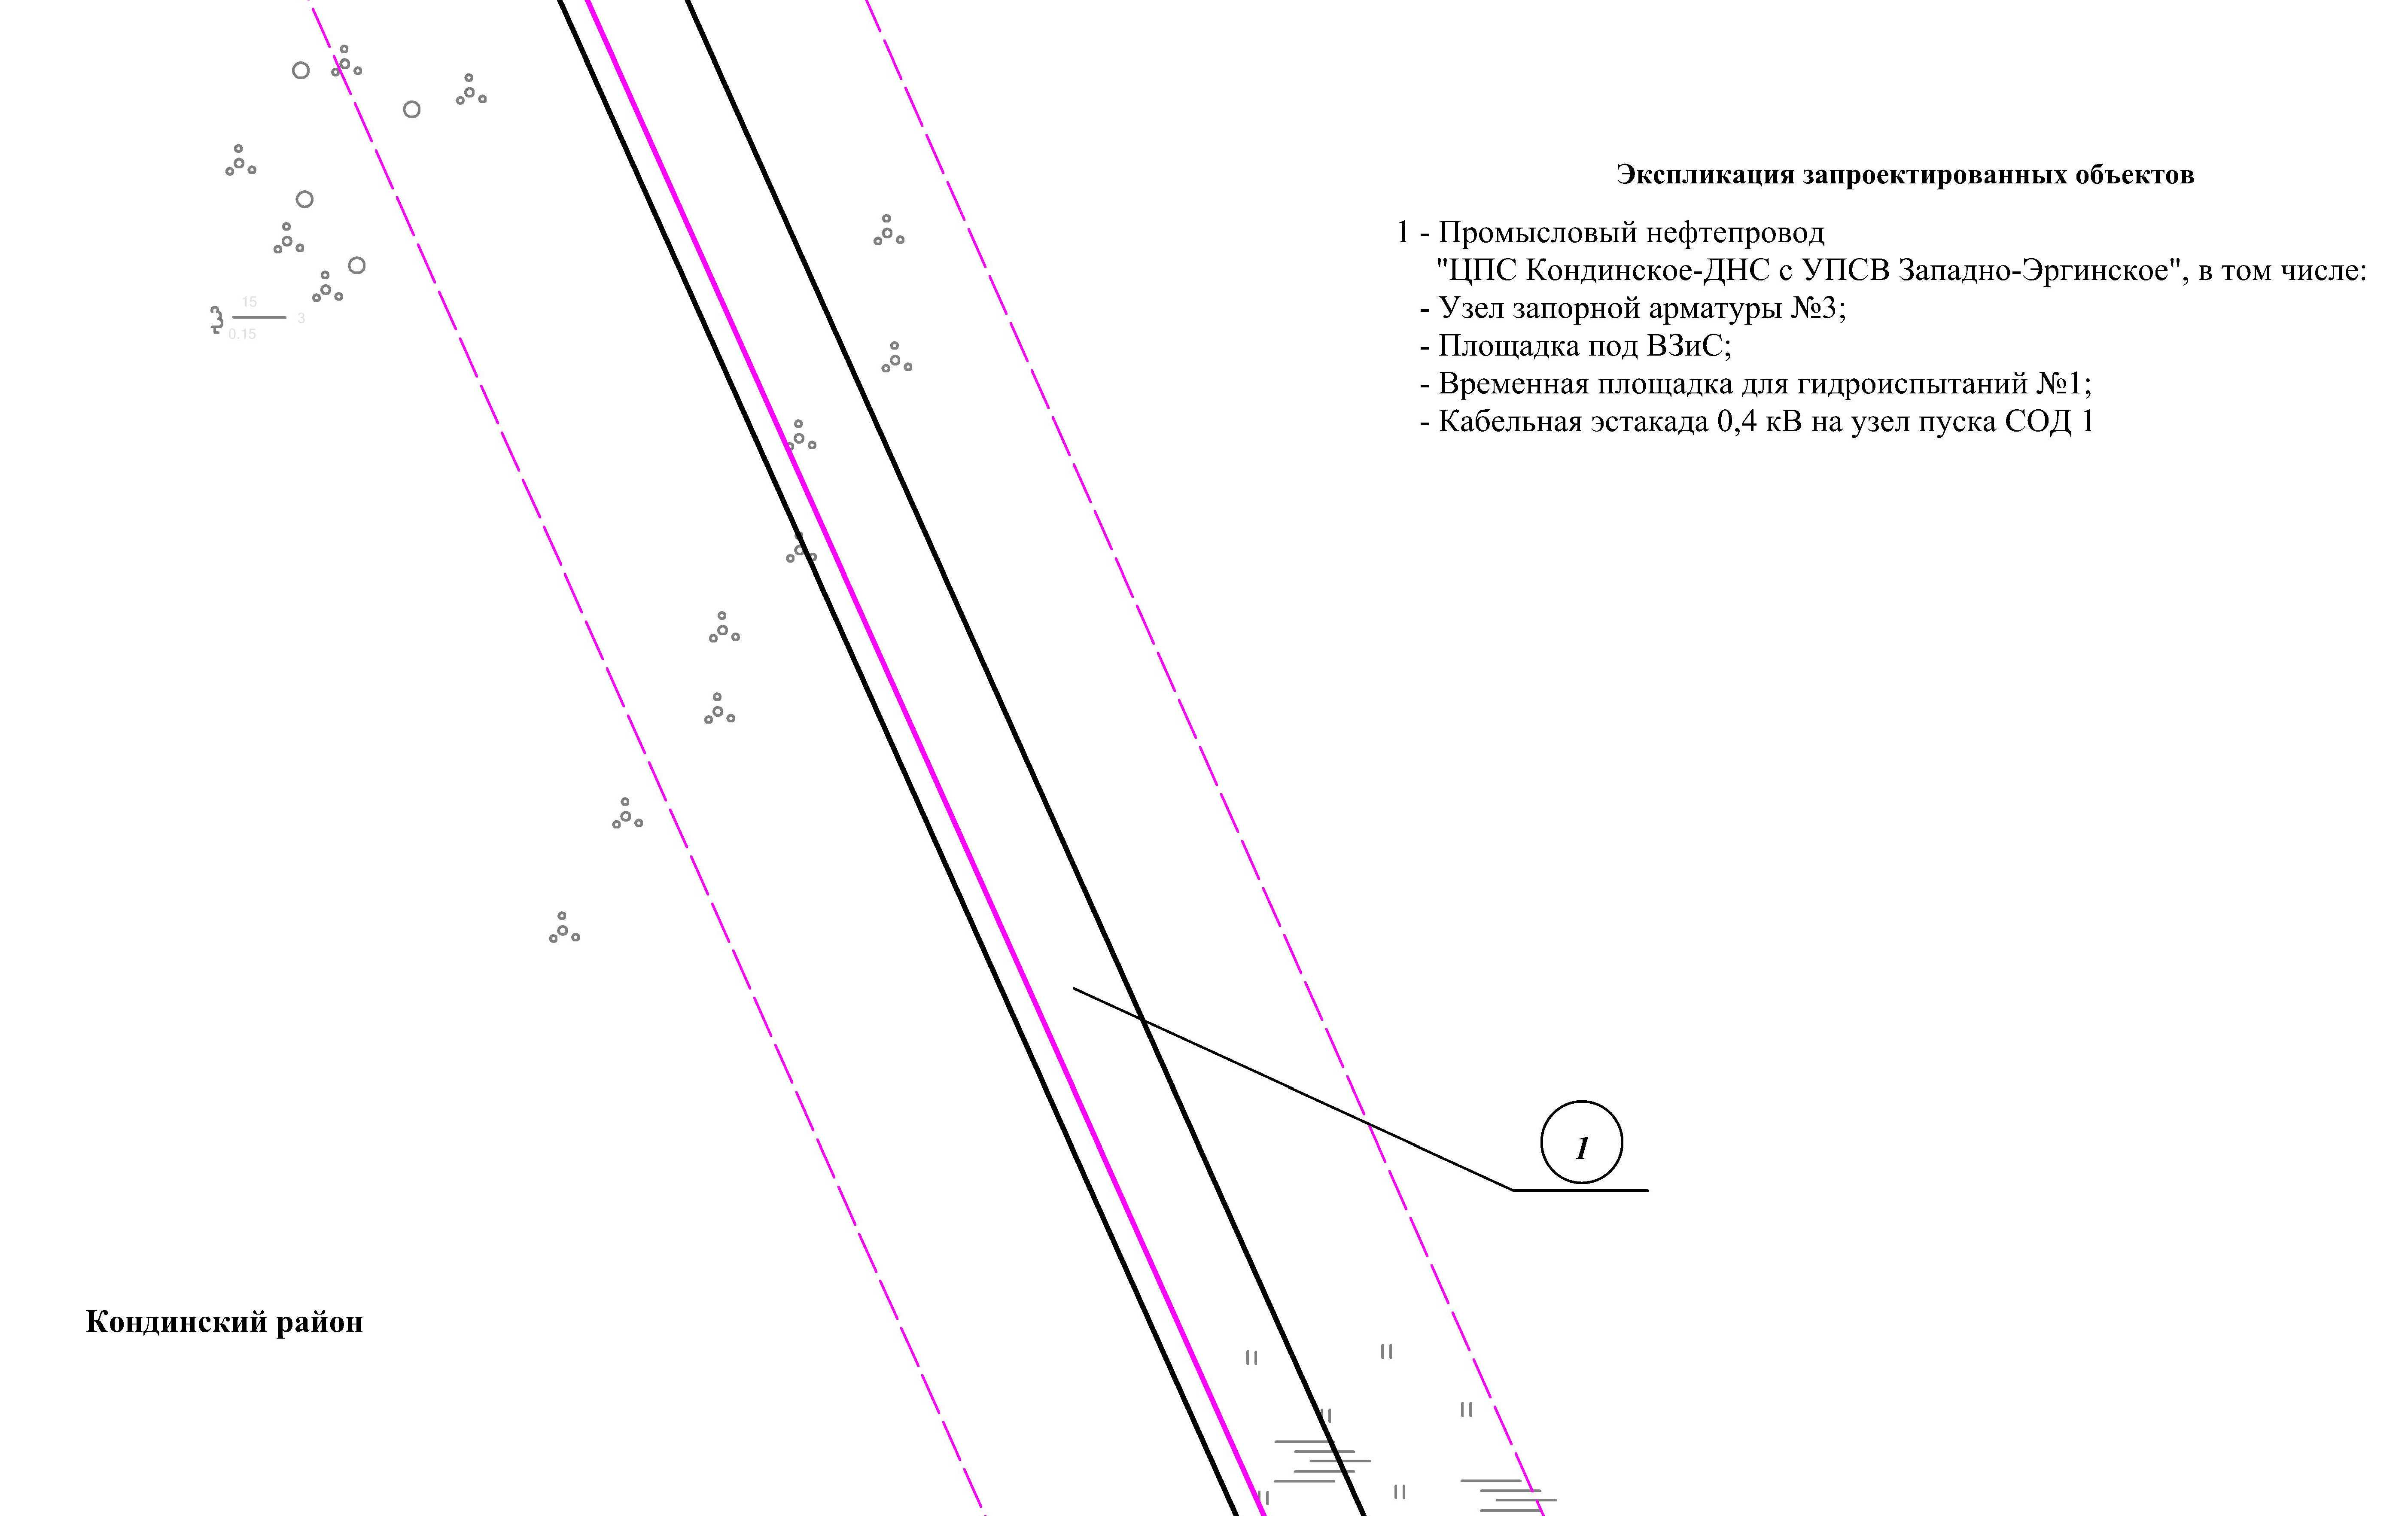 Экспликация запроектированных объектов
1 - Промысловый нефтепровод
"ЦПС Кондинское-ДНС с УПСВ Западно-Эргинское", в том числе:
- Узел запорной арматуры №3;
- Площадка под ВЗиС;
- Временная площадка для гидроиспытаний №1;
- Кабельная эстакада 0,4 кВ на узел пуска СОД 1
15
3
0.15
1
Кондинский район